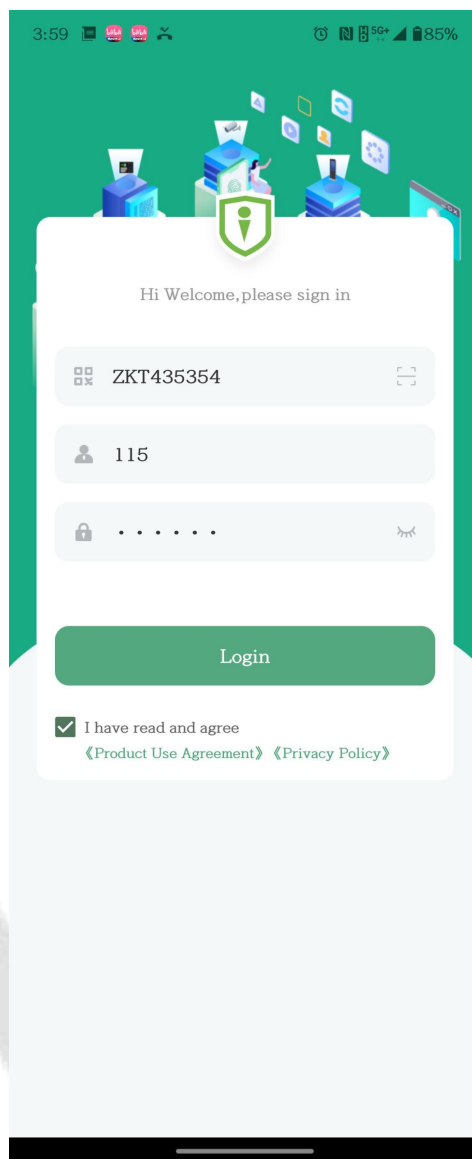 3:59 5G+ 85%
Hi Welcome,please sign in
ZKT435354
115
Login
I have read and agree
《Product Use Agreement》《Privacy Policy》